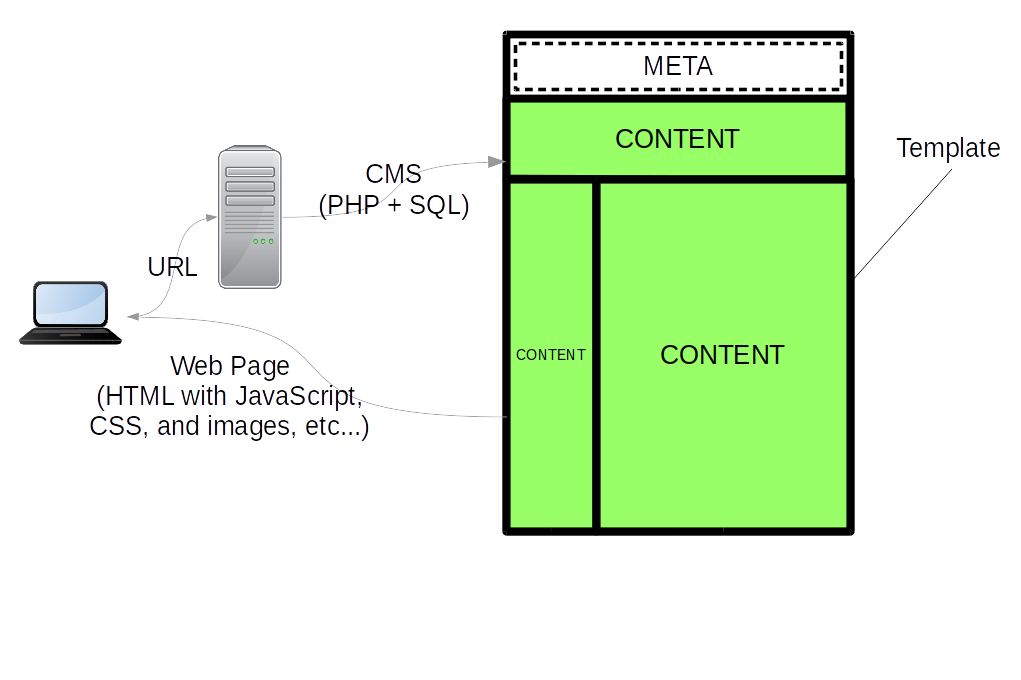 META
CONTENT
Template
CMS
(PHP + SQL)
URL
CONTENT
CONTENT
Web Page
(HTML with JavaScript,
CSS, and images, etc...)